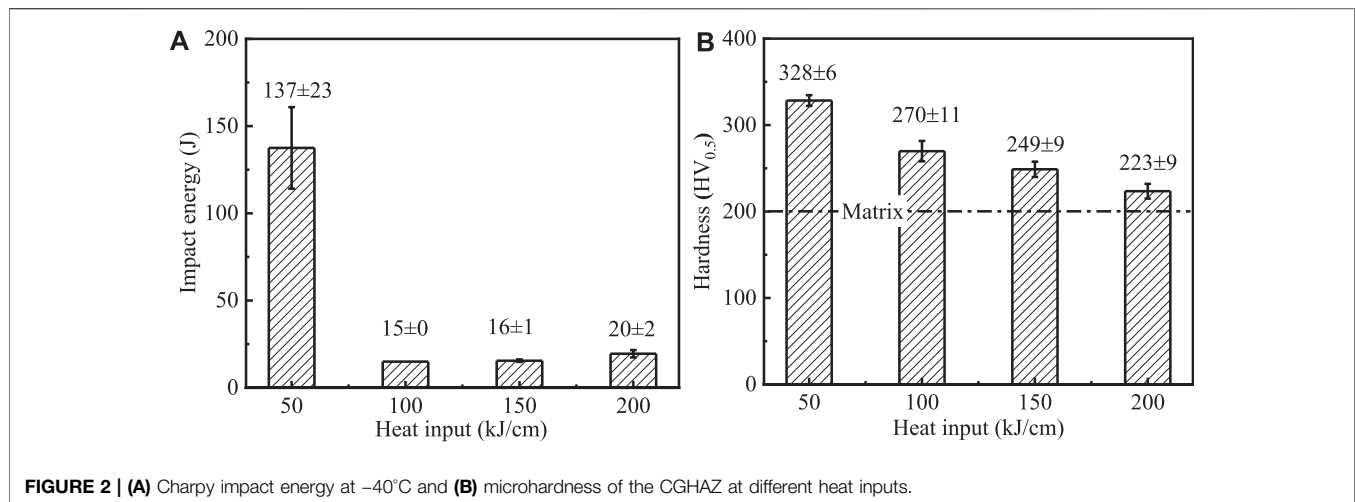 A
200
150
100
50
0
Impact energy (J)
137±23
15±0
16±1
20±2
50 100 150 200
Heat input (kJ/cm)
B
400
300
200
100
0
Hardness (HV0.5)
328±6
270±11
249±9
223±9
Matrix
50 100 150 200
Heat input (kJ/cm)
FIGURE 2 | (A) Charpy impact energy at −40°C and (B) microhardness of the CGHAZ at different heat inputs.